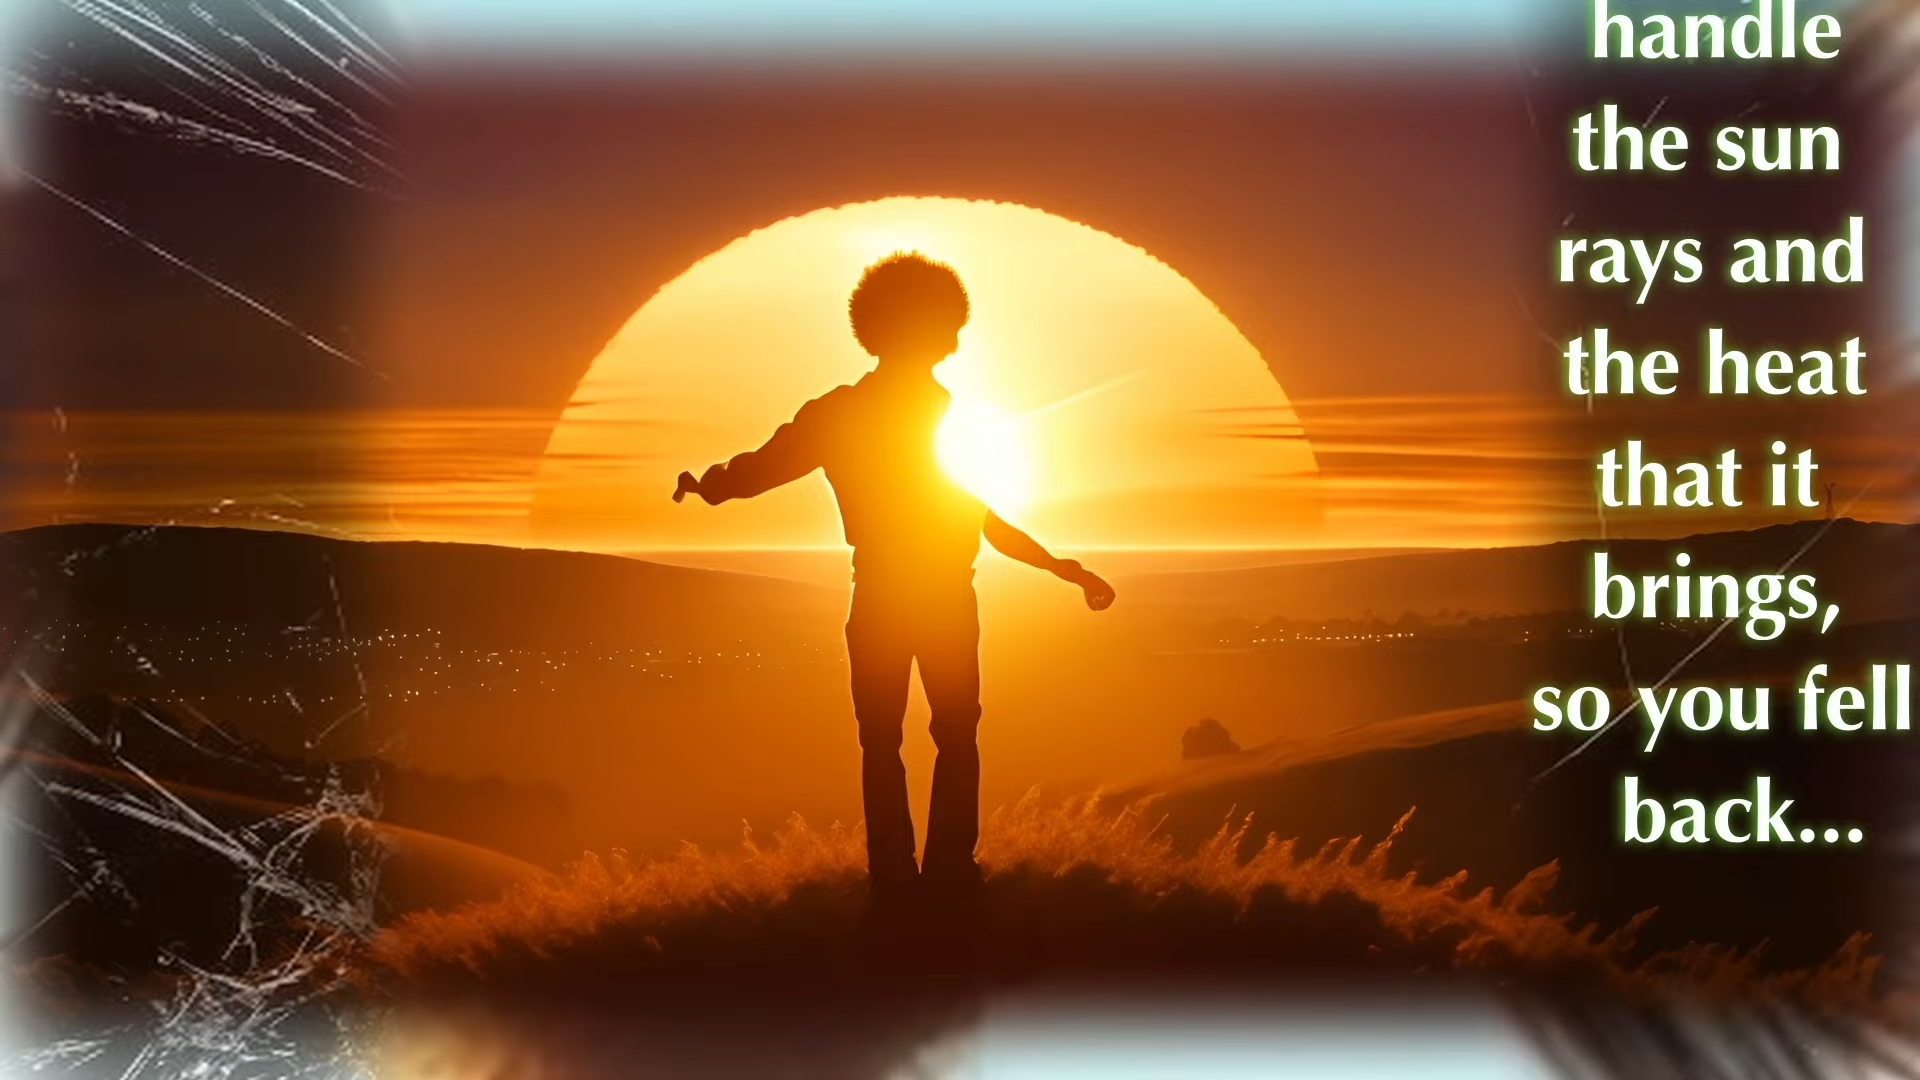 handle
the sun
rays and
the heat
that it
brings,
so you fell
back...